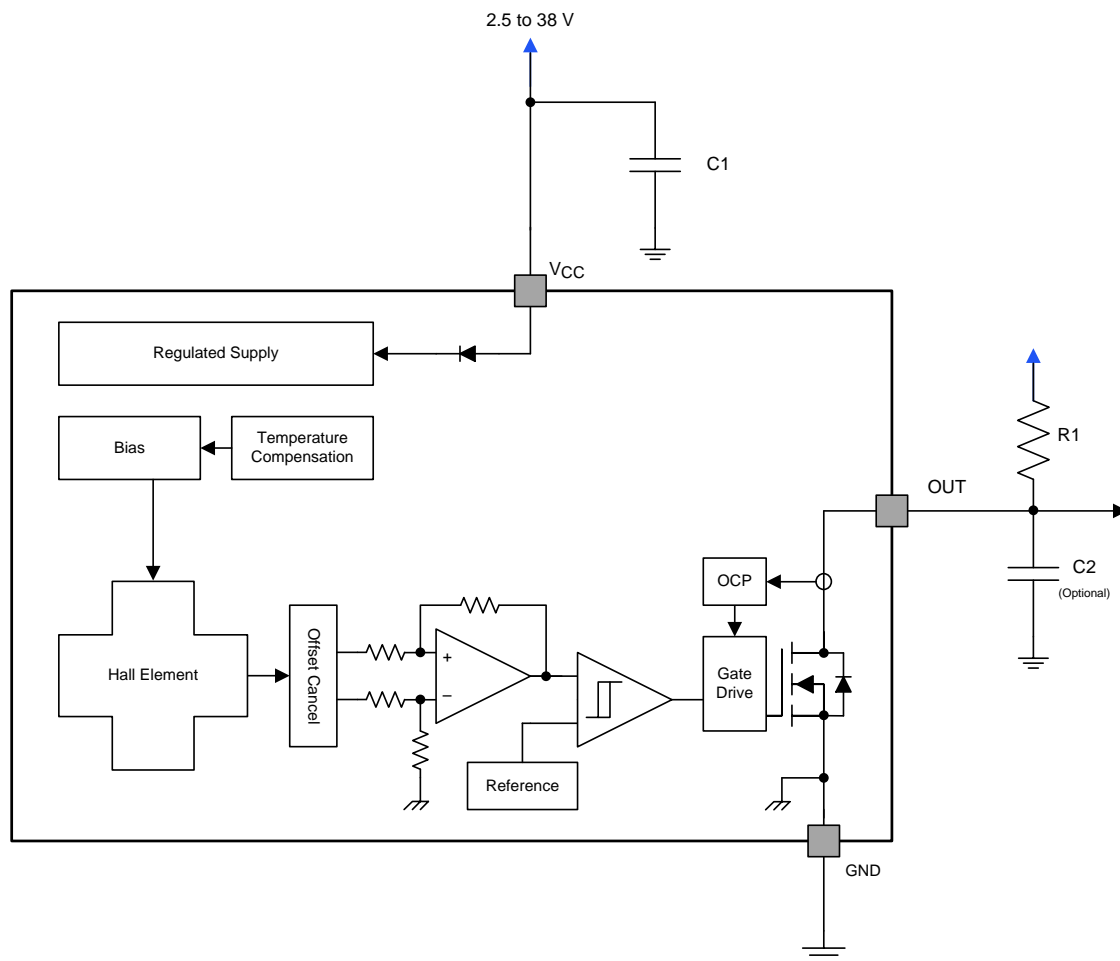 2.5 to 38 V
C1
VCC
Regulated Supply
Bias
Temperature
Compensation
R1
OUT
C2
(Optional)
OCP
Hall Element
Offset Cancel
+
–
Gate
Drive
Reference
GND